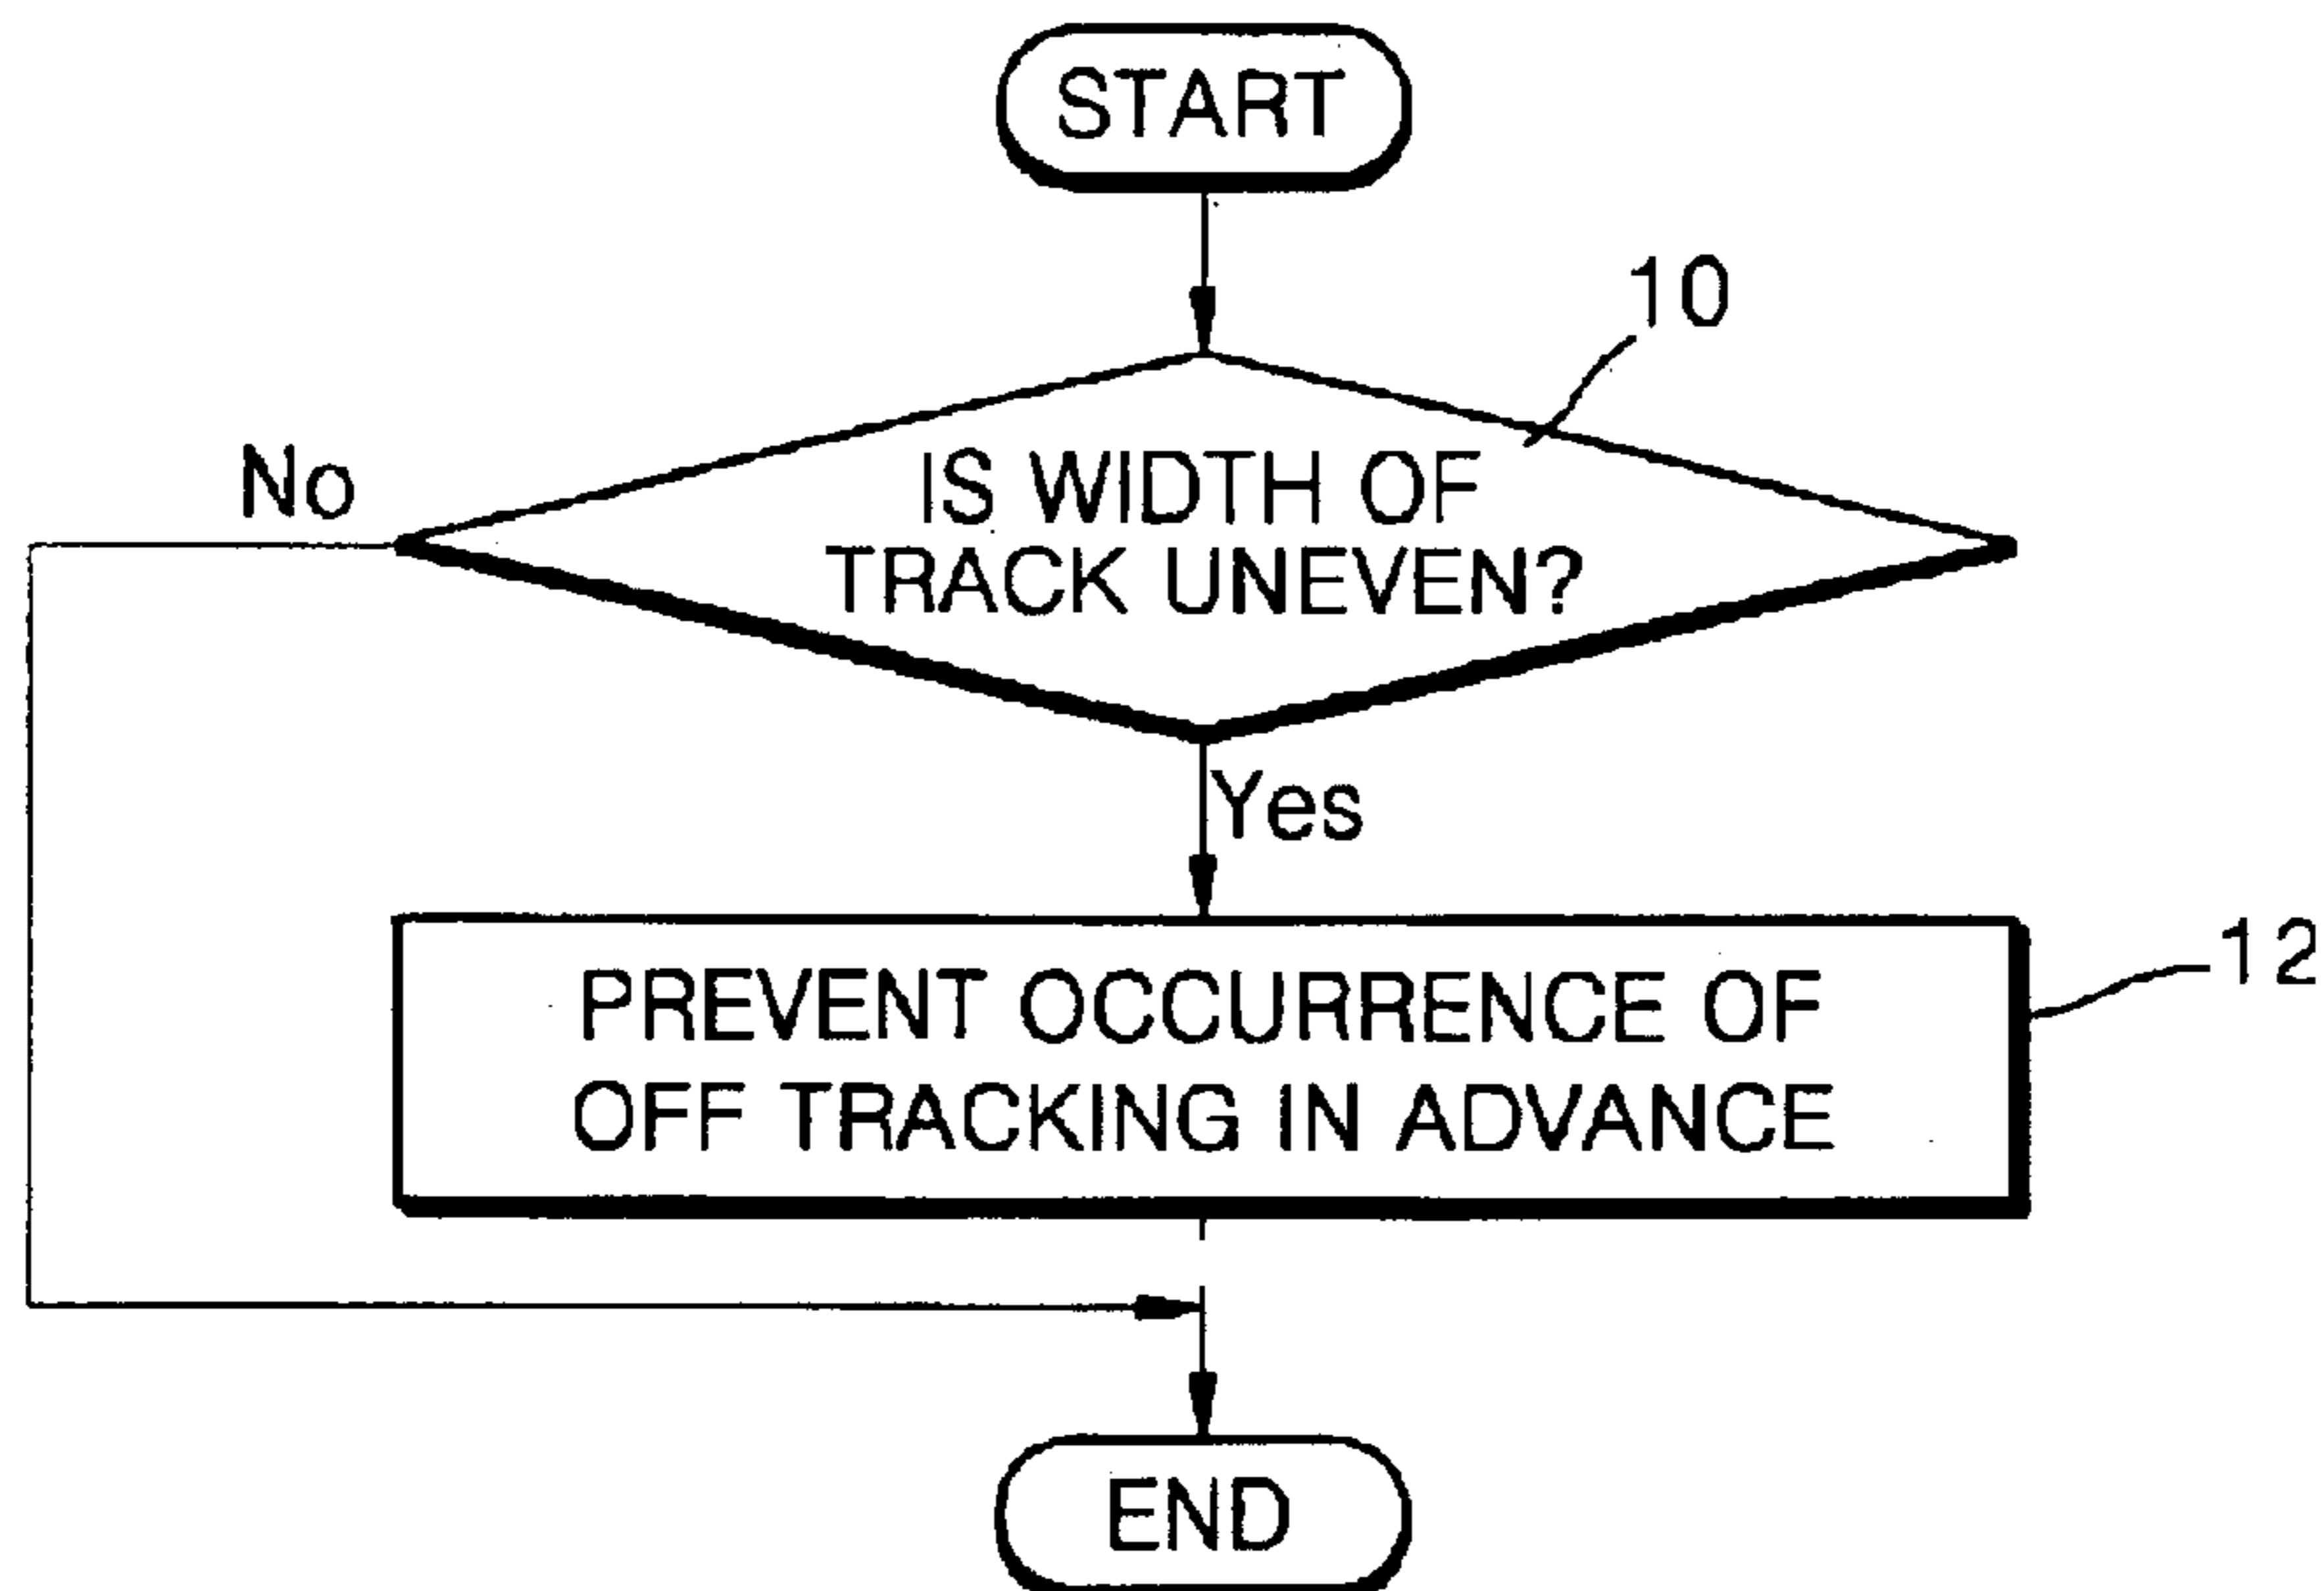 START
10
No
IS WIDTH OF
TRACK UNEVEN?
Yes
PREVENT OCCURRENCE OF
OFF TRACKING IN ADVANCE
12
END